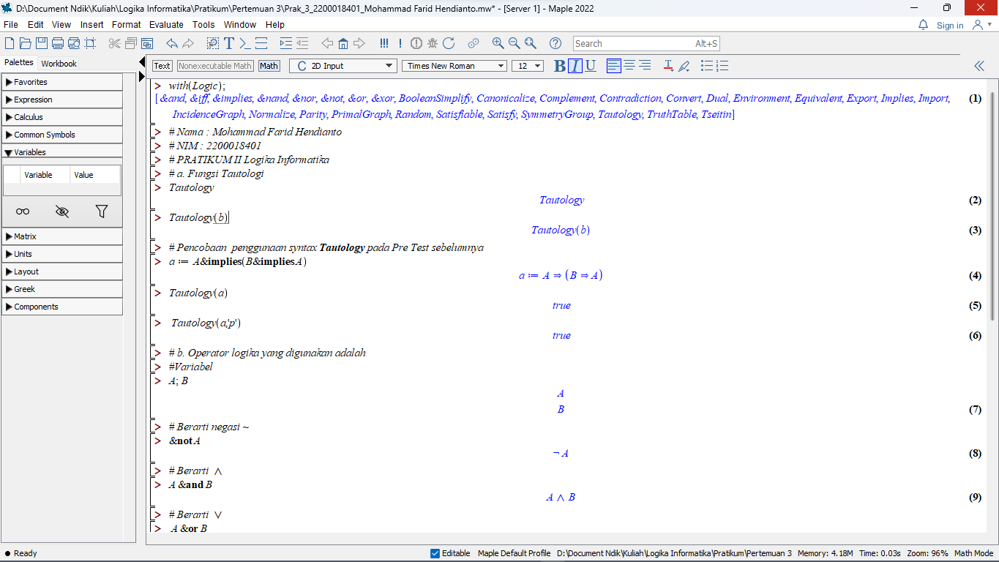 D:\Document Ndik\Kuliah\Logika Informatika\Pratikum\Pertemuan 3\Prak_3_2200018401_Mohammad Farid Hendianto.mw* - [Server 1] - Maple 2022
File Edit View Insert Format Evaluate Tools Window Help
Sign in
Search Alt+S
Palettes Workbook
Text Nonexecutable Math Math C 2D Input Times New Roman 12 B I U
Favorites
Expression
Calculus
Common Symbols
Variables
Variable Value
Matrix
Units
Layout
Greek
Components
> with(Logic);
[&and, &iff, &implies, &nand, &nor, &not, &or, &xor, BooleanSimplify, Canonicalize, Complement, Contradiction, Convert, Dual, Environment, Equivalent, Export, Implies, Import, (1)
IncidenceGraph, Normalize, Parity, PrimalGraph, Random, Satisfiable, Satisfy, SymmetryGroup, Tautology, TruthTable, Tseitin]
> # Nama : Mohammad Farid Hendianto
> # NIM : 2200018401
> # PRATIKUM II Logika Informatika
> # a. Fungsi Tautologi
> Tautology
Tautology (2)
> Tautology(b)
Tautology(b) (3)
> # Pencobaan penggunaan syntax Tautology pada Pre Test sebelumnya
> a := A&implies(B&impliesA)
a := A ⇒ (B ⇒ A) (4)
> Tautology(a)
true (5)
> Tautology(a,'p')
true (6)
> # b. Operator logika yang digunakan adalah
> #Variabel
> A; B
A
B (7)
> # Berarti negasi ~
> &notA
¬ A (8)
> # Berarti ∧
> A &and B
A ∧ B (9)
> # Berarti ∨
> A &or B
Ready Editable Maple Default Profile D:\Document Ndik\Kuliah\Logika Informatika\Pratikum\Pertemuan 3 Memory: 4.18M Time: 0.03s Zoom: 96% Math Mode